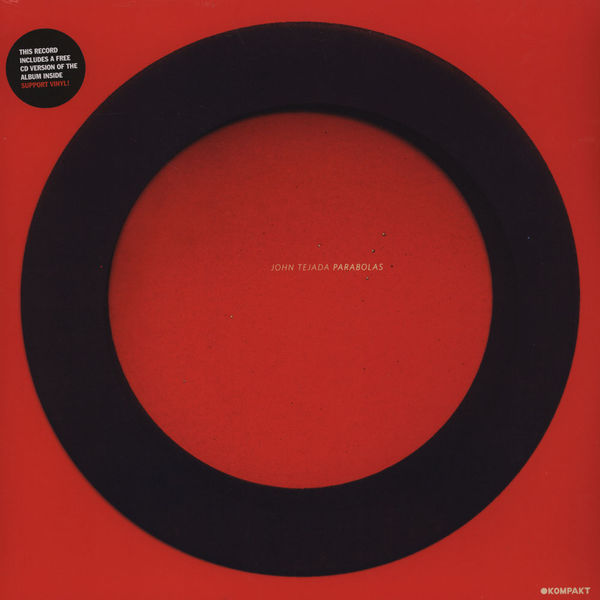 THIS RECORD
INCLUDES A FREE
CD VERSION OF THE
ALBUM INSIDE
SUPPORT VINYL!
JOHN TEJADA PARABOLAS
KOMPAKT